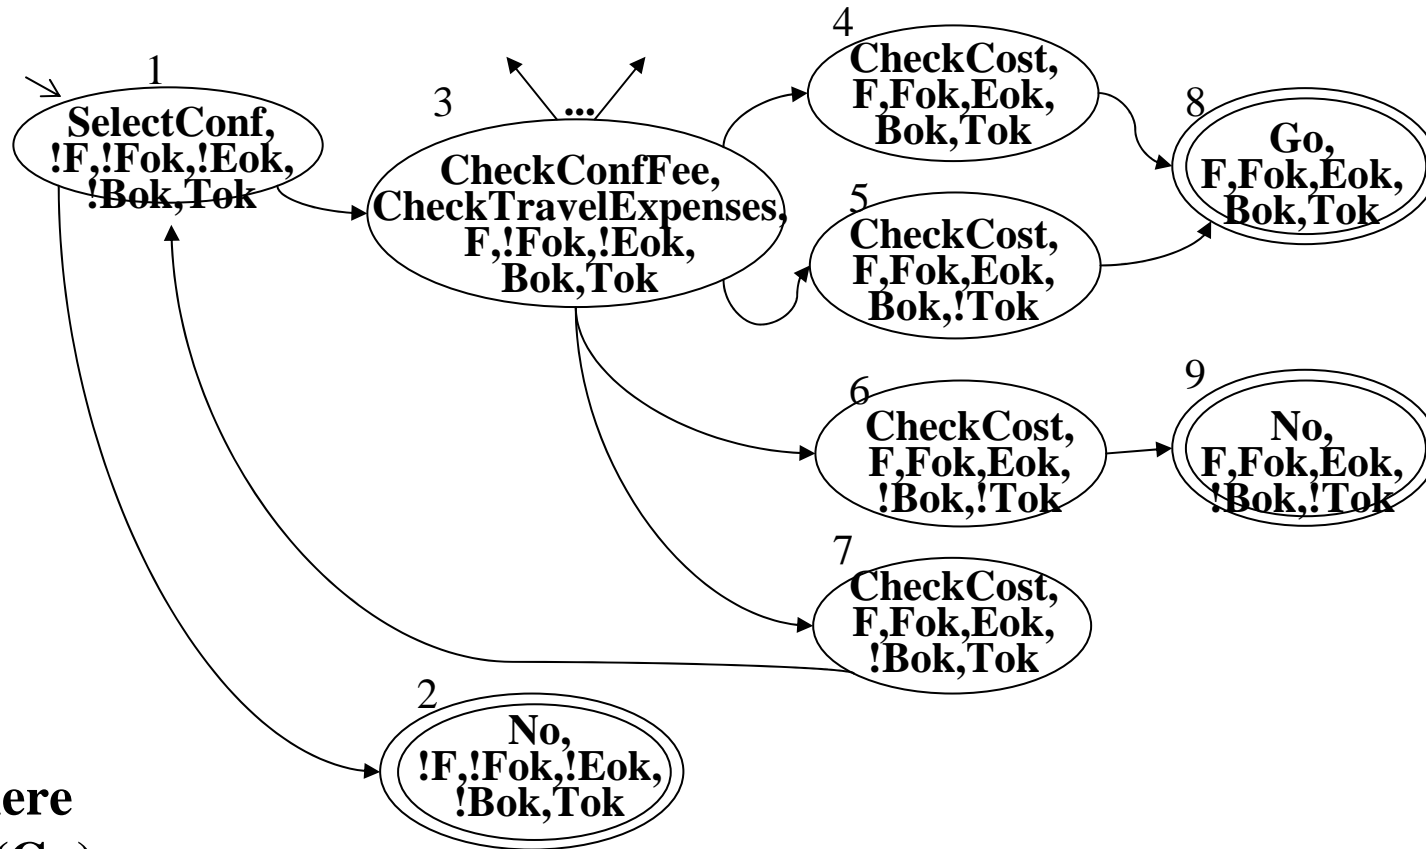 1
SelectConf,
!F,!Fok,!Eok,
!Bok,Tok
3
...
CheckConfFee,
CheckTravelExpenses,
F,!Fok,!Eok,
Bok,Tok
4
CheckCost,
F,Fok,Eok,
Bok,Tok
8
Go,
F,Fok,Eok,
Bok,Tok
5
CheckCost,
F,Fok,Eok,
Bok,!Tok
6
CheckCost,
F,Fok,Eok,
!Bok,!Tok
9
No,
F,Fok,Eok,
!Bok,!Tok
7
CheckCost,
F,Fok,Eok,
!Bok,Tok
2
No,
!F,!Fok,!Eok,
!Bok,Tok